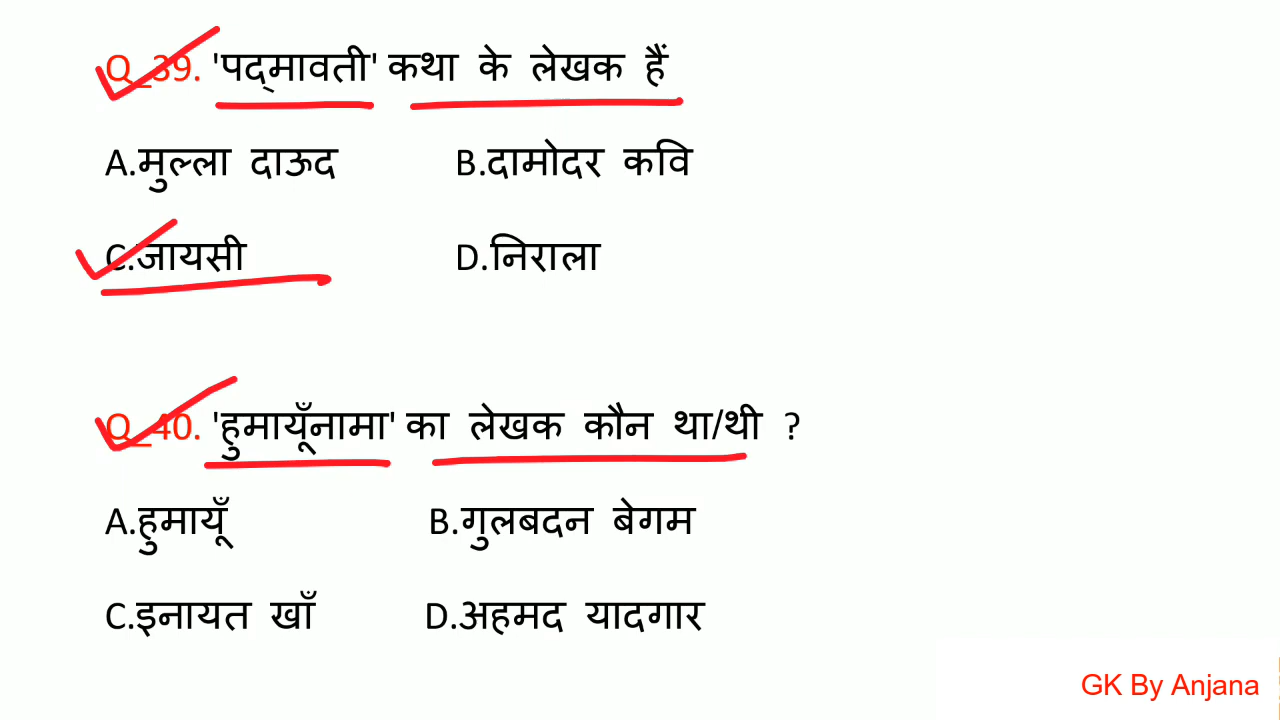 Q_39. 'पद्मावती' कथा के लेखक हैं
A.मुल्ला दाऊद B.दामोदर कवि
C.जायसी D.निराला
Q_40. 'हुमायूँनामा' का लेखक कौन था/थी ?
A.हुमायूँ B.गुलबदन बेगम
C.इनायत खाँ D.अहमद यादगार
GK By Anjana